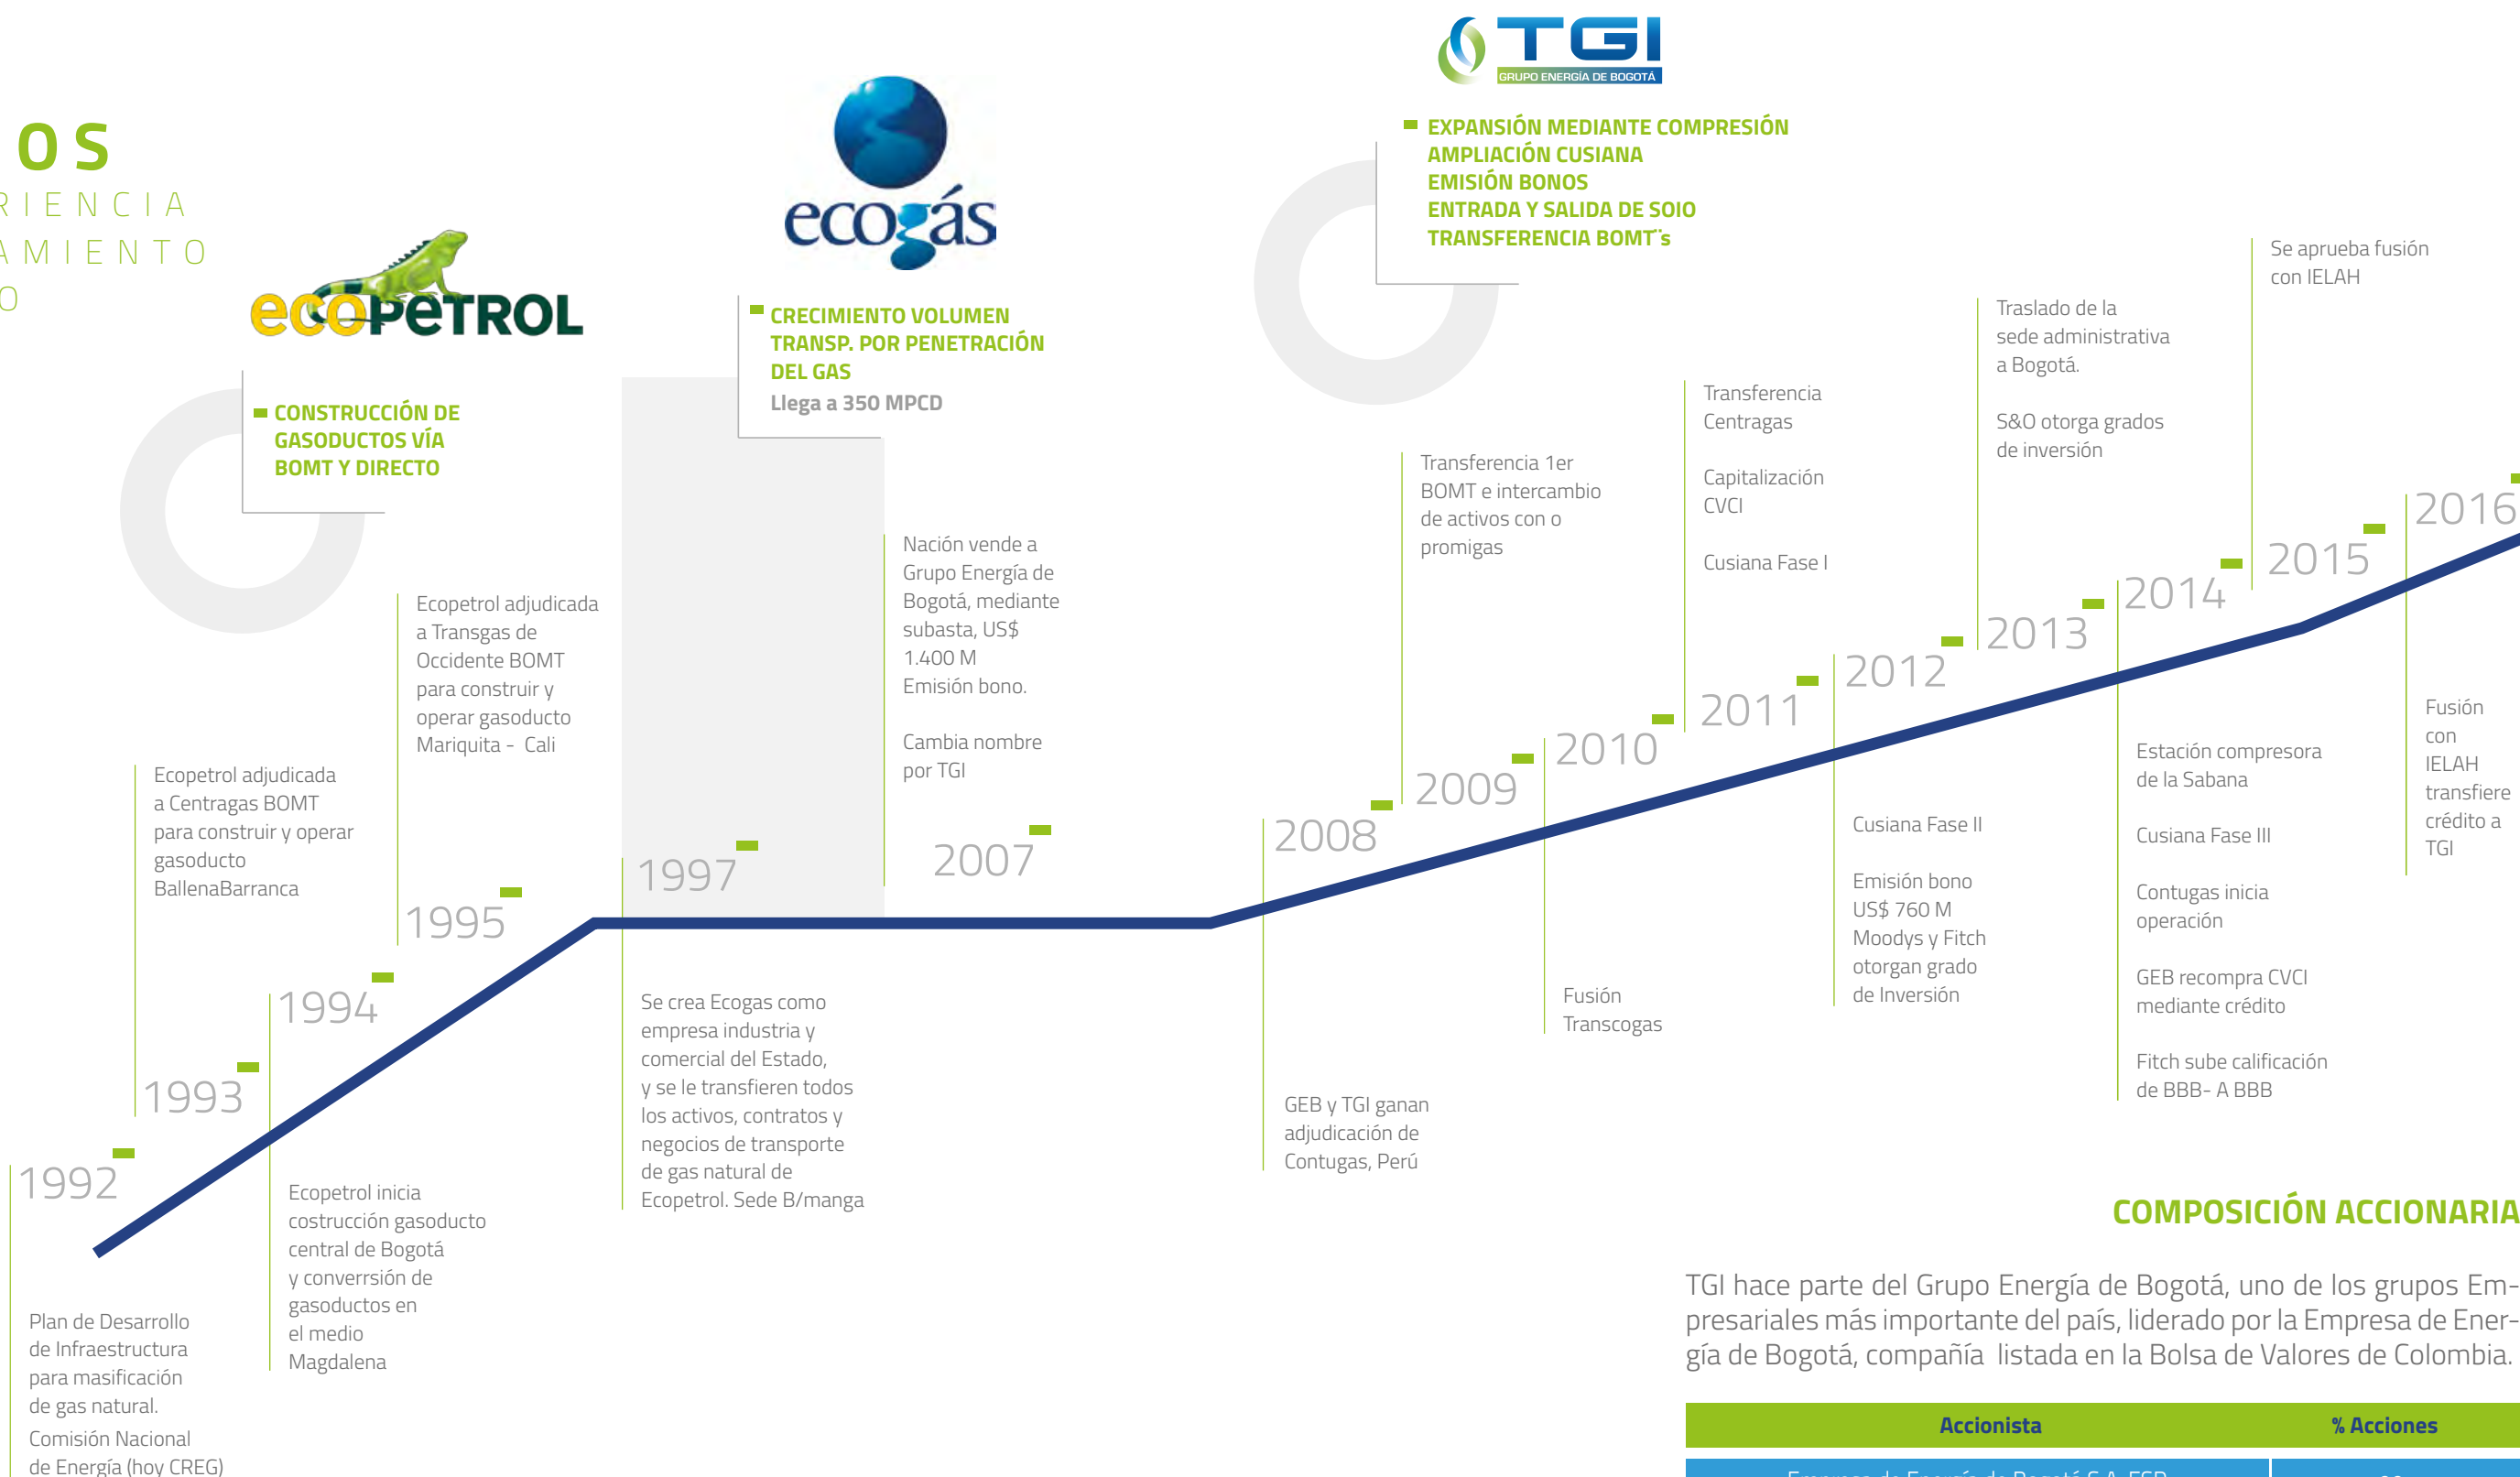 OS
RIENCIA
AMIENTO
O
ecopetrol
CONSTRUCCIÓN DE
GASODUCTOS VÍA
BOMT Y DIRECTO
ecogás
CRECIMIENTO VOLUMEN
TRANSP. POR PENETRACIÓN
DEL GAS
Llega a 350 MPCD
TGI
GRUPO ENERGÍA DE BOGOTÁ
EXPANSIÓN MEDIANTE COMPRESIÓN
AMPLIACIÓN CUSIANA
EMISIÓN BONOS
ENTRADA Y SALIDA DE SOIO
TRANSFERENCIA BOMT¨s
1992
Plan de Desarrollo
de Infraestructura
para masificación
de gas natural.
Comisión Nacional
de Energía (hoy CREG)
1993
Ecopetrol adjudicada
a Centragas BOMT
para construir y operar
gasoducto
BallenaBarranca
1994
Ecopetrol inicia
costrucción gasoducto
central de Bogotá
y converrsión de
gasoductos en
el medio
Magdalena
1995
Ecopetrol adjudicada
a Transgas de
Occidente BOMT
para construir y
operar gasoducto
Mariquita - Cali
1997
Se crea Ecogas como
empresa industria y
comercial del Estado,
y se le transfieren todos
los activos, contratos y
negocios de transporte
de gas natural de
Ecopetrol. Sede B/manga
2007
Nación vende a
Grupo Energía de
Bogotá, mediante
subasta, US$
1.400 M
Emisión bono.
Cambia nombre
por TGI
2008
GEB y TGI ganan
adjudicación de
Contugas, Perú
2009
Transferencia 1er
BOMT e intercambio
de activos con o
promigas
2010
Fusión
Transcogas
2011
Transferencia
Centragas
Capitalización
CVCI
Cusiana Fase I
2012
Cusiana Fase II
Emisión bono
US$ 760 M
Moodys y Fitch
otorgan grado
de Inversión
2013
Traslado de la
sede administrativa
a Bogotá.
S&O otorga grados
de inversión
2014
Estación compresora
de la Sabana
Cusiana Fase III
Contugas inicia
operación
GEB recompra CVCI
mediante crédito
Fitch sube calificación
de BBB- A BBB
2015
Se aprueba fusión
con IELAH
2016
Fusión
con
IELAH
transfiere
crédito a
TGI
COMPOSICIÓN ACCIONARIA
TGI hace parte del Grupo Energía de Bogotá, uno de los grupos Em-
presariales más importante del país, liderado por la Empresa de Ener-
gía de Bogotá, compañía listada en la Bolsa de Valores de Colombia.
Accionista % Acciones
Empresa de Energía de Bogotá S.A. ESP